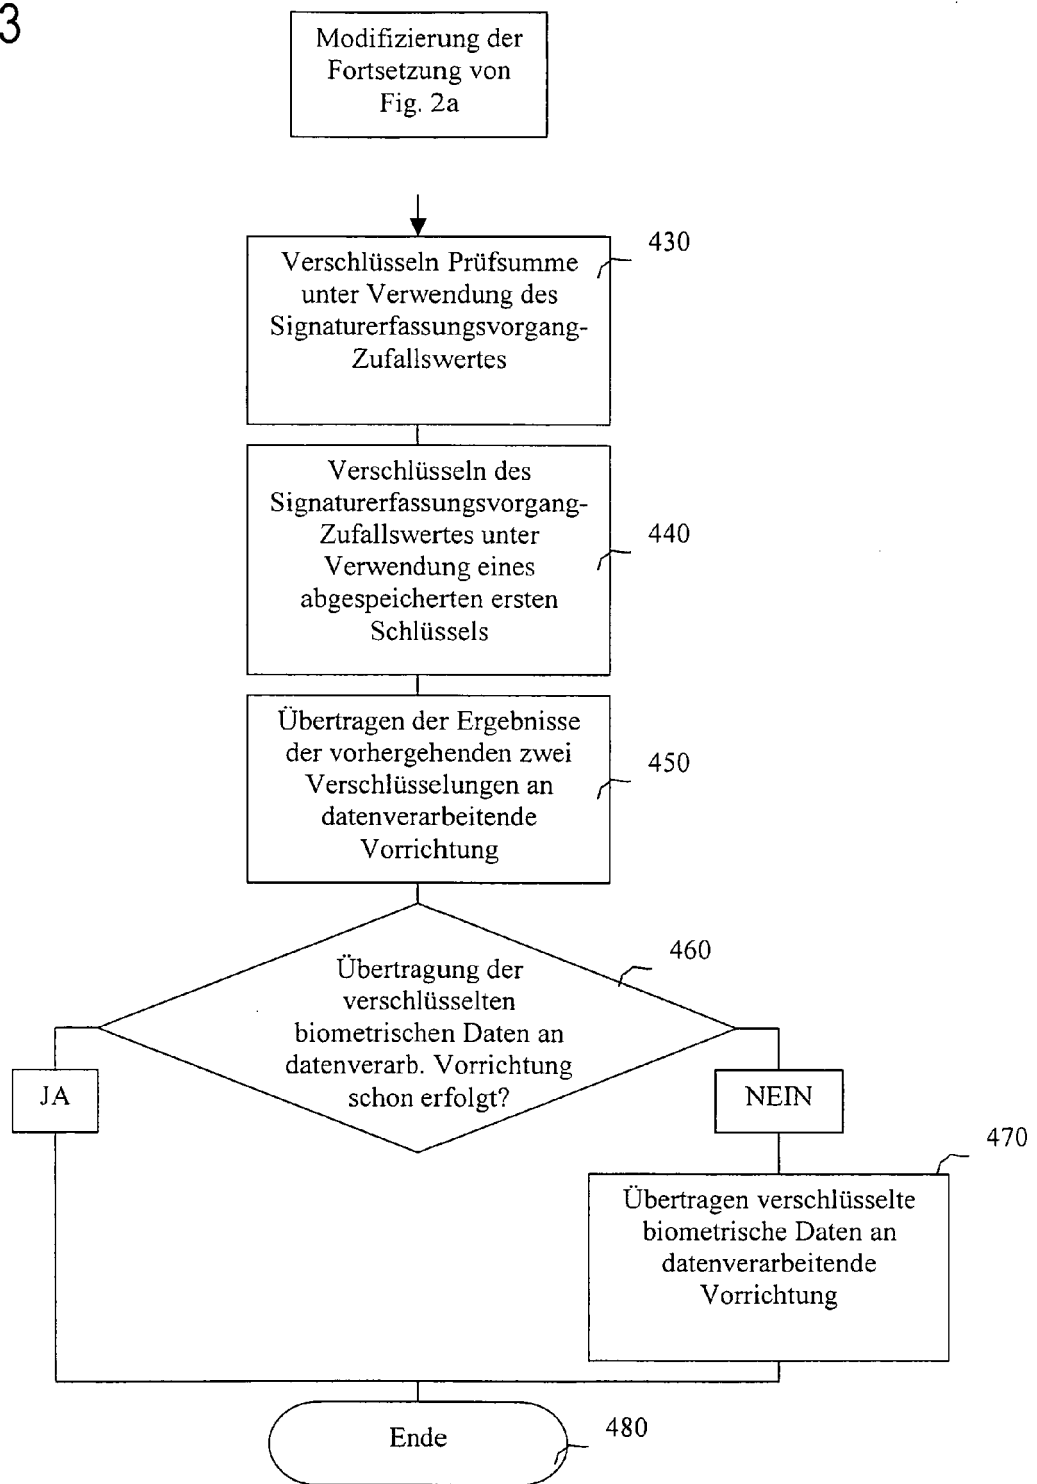 3
Modifizierung der
Fortsetzung von
Fig. 2a
430
Verschlüsseln Prüfsumme
unter Verwendung des
Signaturerfassungsvorgang-
Zufallswertes
Verschlüsseln des
Signaturerfassungsvorgang-
Zufallswertes unter
Verwendung eines
abgespeicherten ersten
Schlüssels
440
Übertragen der Ergebnisse
der vorhergehenden zwei
Verschlüsselungen an
datenverarbeitende
Vorrichtung
450
460
Übertragung der
verschlüsselten
biometrischen Daten an
datenverarb. Vorrichtung
schon erfolgt?
JA
NEIN
470
Übertragen verschlüsselte
biometrische Daten an
datenverarbeitende
Vorrichtung
Ende
480